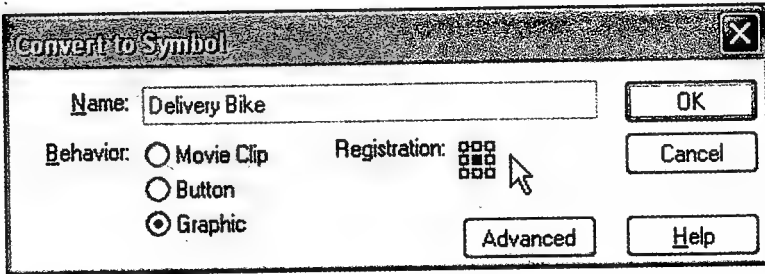 Convert to Symbol
Name: Delivery Bike
OK
Behavior: Movie Clip
Registration:
Cancel
Button
Graphic
Advanced
Help